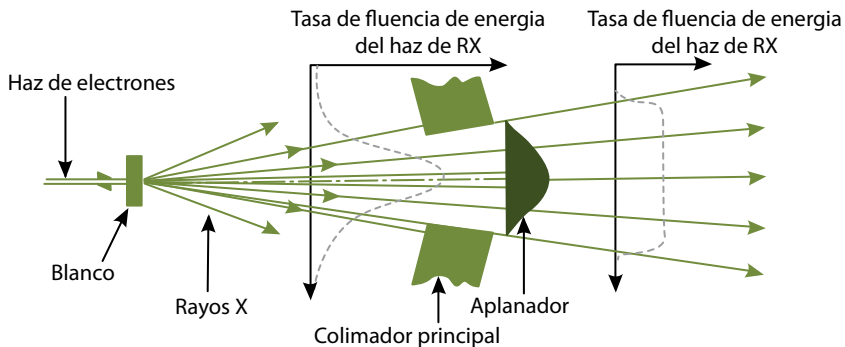 Tasa de fluencia de energia
del haz de RX
Tasa de fluencia de energia
del haz de RX
Haz de electrones
Blanco
Rayos X
Aplanador
Colimador principal